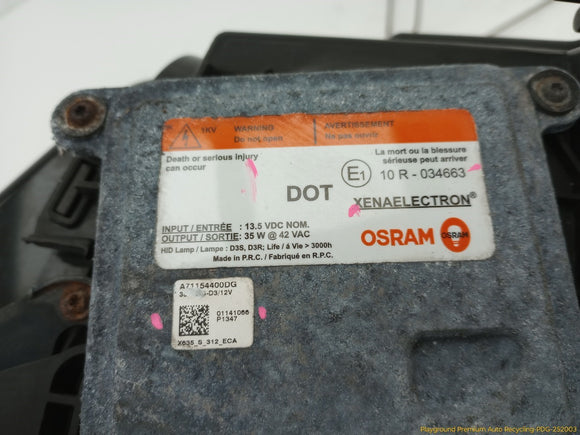 1KV WARNING AVERTISSEMENT
Do not open Ne pas ouvrir
Death or serious injury
can occur
La mort ou la blessure
sérieuse peut arriver
E1 10 R - 034663
DOT
XENAELECTRON®
INPUT / ENTRÉE : 13.5 VDC NOM.
OUTPUT / SORTIE: 35 W @ 42 VAC
OSRAM OSRAM
HID Lamp / Lampe : D3S, D3R; Life / à Vie > 3000h
Made in P.R.C. / Fabriqué en R.P.C.
A71154400DG
-D3/12V
01141066
P1347
X635_S_312_ECA
Playground Premium Auto Recycling-PDG-252003